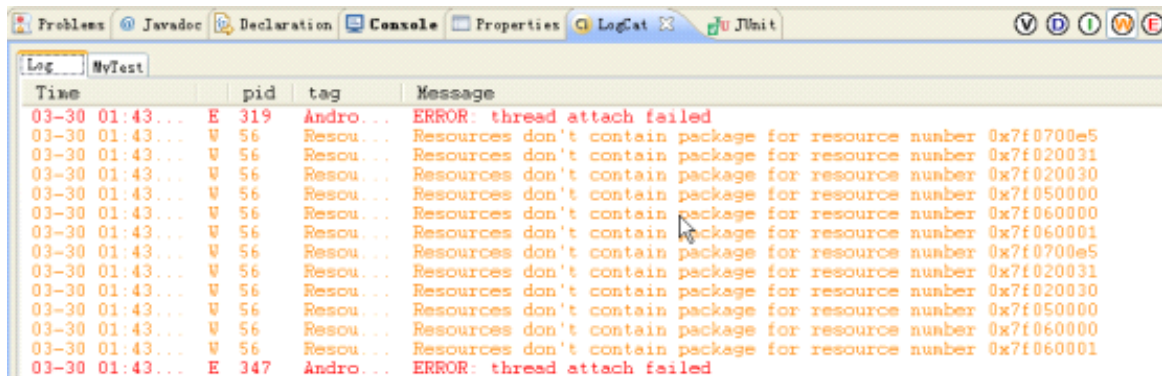 Problems @ Javadoc Declaration Console Properties LogCat JUnit V D I W E
Log MyTest
Time pid tag Message
03-30 01:43... E 319 Andro... ERROR: thread attach failed
03-30 01:43... W 56 Resou... Resources don't contain package for resource number 0x7f0700e5
03-30 01:43... W 56 Resou... Resources don't contain package for resource number 0x7f020031
03-30 01:43... W 56 Resou... Resources don't contain package for resource number 0x7f020030
03-30 01:43... W 56 Resou... Resources don't contain package for resource number 0x7f050000
03-30 01:43... W 56 Resou... Resources don't contain package for resource number 0x7f060000
03-30 01:43... W 56 Resou... Resources don't contain package for resource number 0x7f060001
03-30 01:43... W 56 Resou... Resources don't contain package for resource number 0x7f0700e5
03-30 01:43... W 56 Resou... Resources don't contain package for resource number 0x7f020031
03-30 01:43... W 56 Resou... Resources don't contain package for resource number 0x7f020030
03-30 01:43... W 56 Resou... Resources don't contain package for resource number 0x7f050000
03-30 01:43... W 56 Resou... Resources don't contain package for resource number 0x7f060000
03-30 01:43... W 56 Resou... Resources don't contain package for resource number 0x7f060001
03-30 01:43... E 347 Andro... ERROR: thread attach failed